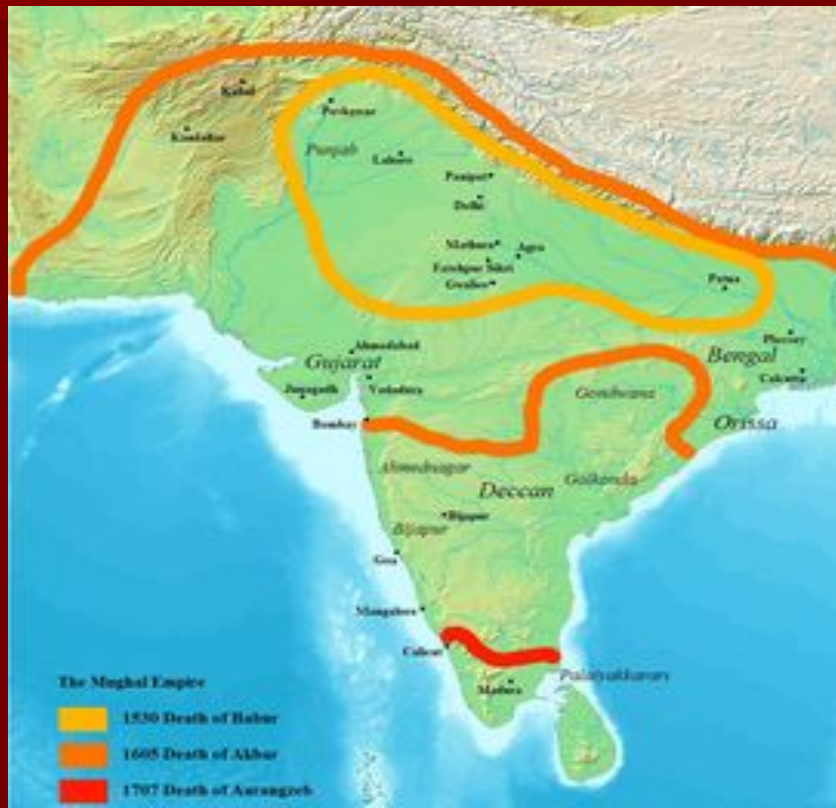 Kabul
Peshawar
Kandahar
Punjab
Lahore
Panipat
Delhi
Mathura
Agra
Fatehpur Sikri
Gwalior
Patna
Plassey
Ahmedabad
Bengal
Gujarat
Calcutta
Junagadh
Vadodara
Gondwana
Bombay
Orissa
Ahmednagar
Golkonda
Deccan
Bijapur
Bijapur
Goa
Mangalore
Calicut
Palaiyakkarars
Madura
The Mughal Empire
1530 Death of Babur
1605 Death of Akbar
1707 Death of Aurangzeb